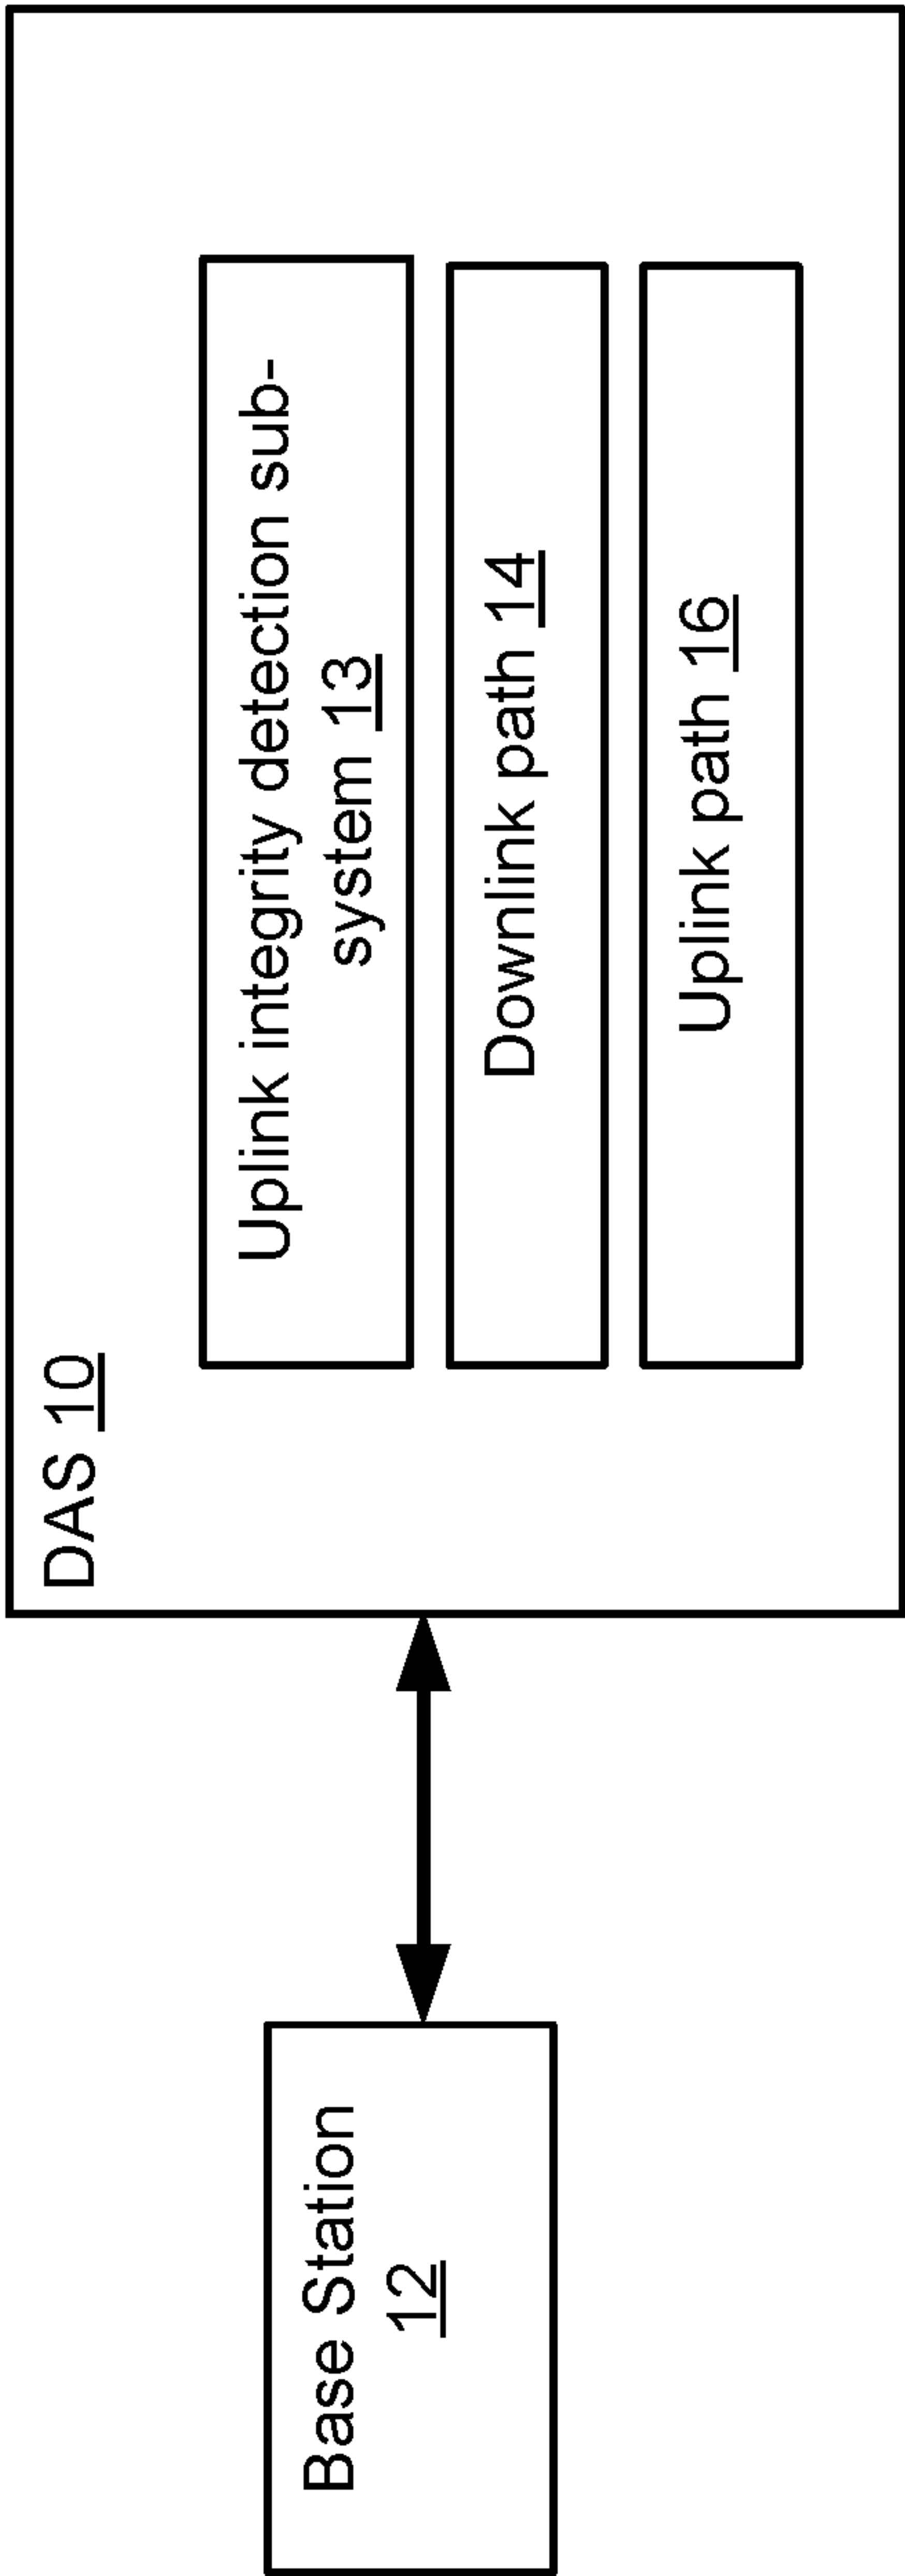 Base Station
12
DAS 10
Uplink integrity detection sub-
system 13
Downlink path 14
Uplink path 16